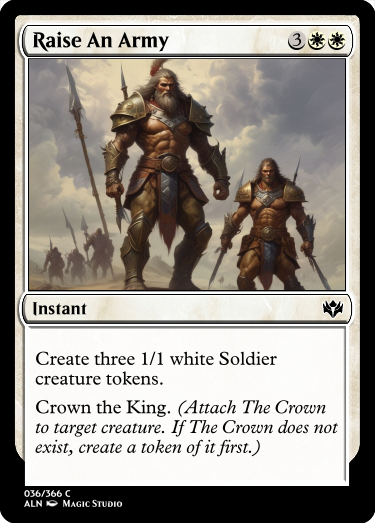 Raise An Army 3
Instant
Create three 1/1 white Soldier
creature tokens.
Crown the King. (Attach The Crown
to target creature. If The Crown does not
exist, create a token of it first.)
036/366 C
ALN Magic Studio